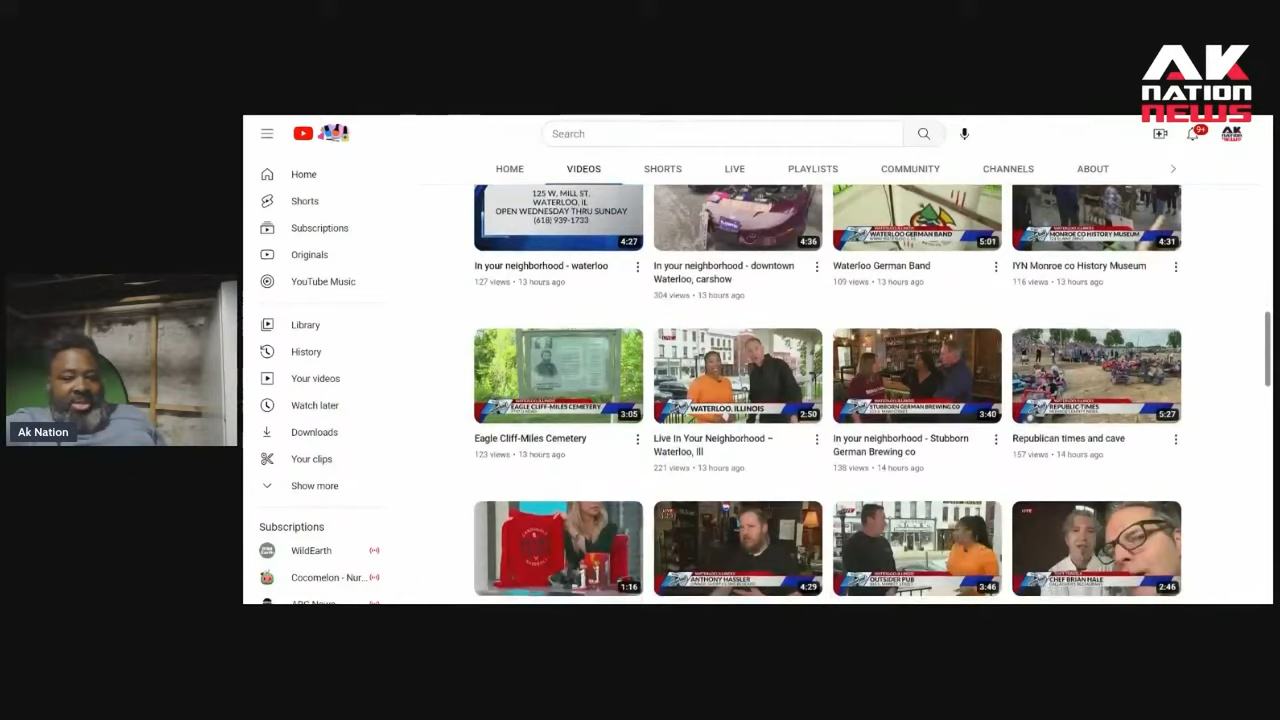 AK
NATION
NEWS
Search
9+
HOME
VIDEOS
SHORTS
LIVE
PLAYLISTS
COMMUNITY
CHANNELS
ABOUT
Home
Shorts
Subscriptions
Originals
YouTube Music
Library
History
Your videos
Watch later
Downloads
Your clips
Show more
Subscriptions
WildEarth
Cocomelon - Nur...
ABC News
Ak Nation
125 W. MILL ST.
WATERLOO, IL
OPEN WEDNESDAY THRU SUNDAY
(618) 939-1733
4:27
In your neighborhood - waterloo
127 views • 13 hours ago
4:36
In your neighborhood - downtown
Waterloo, carshow
304 views • 13 hours ago
WATERLOO GERMAN BAND
5:01
Waterloo German Band
109 views • 13 hours ago
MONROE CO HISTORY MUSEUM
4:31
IYN Monroe co History Museum
116 views • 13 hours ago
EAGLE CLIFF-MILES CEMETERY
3:05
Eagle Cliff-Miles Cemetery
123 views • 13 hours ago
WATERLOO, ILLINOIS
2:50
Live In Your Neighborhood –
Waterloo, Ill
221 views • 13 hours ago
STUBBORN GERMAN BREWING CO
3:40
In your neighborhood - Stubborn
German Brewing co
138 views • 14 hours ago
REPUBLIC-TIMES
5:27
Republican times and cave
157 views • 14 hours ago
1:16
ANTHONY HASSLER
4:29
OUTSIDER PUB
3:46
LIVE
CHEF BRIAN HALE
2:46